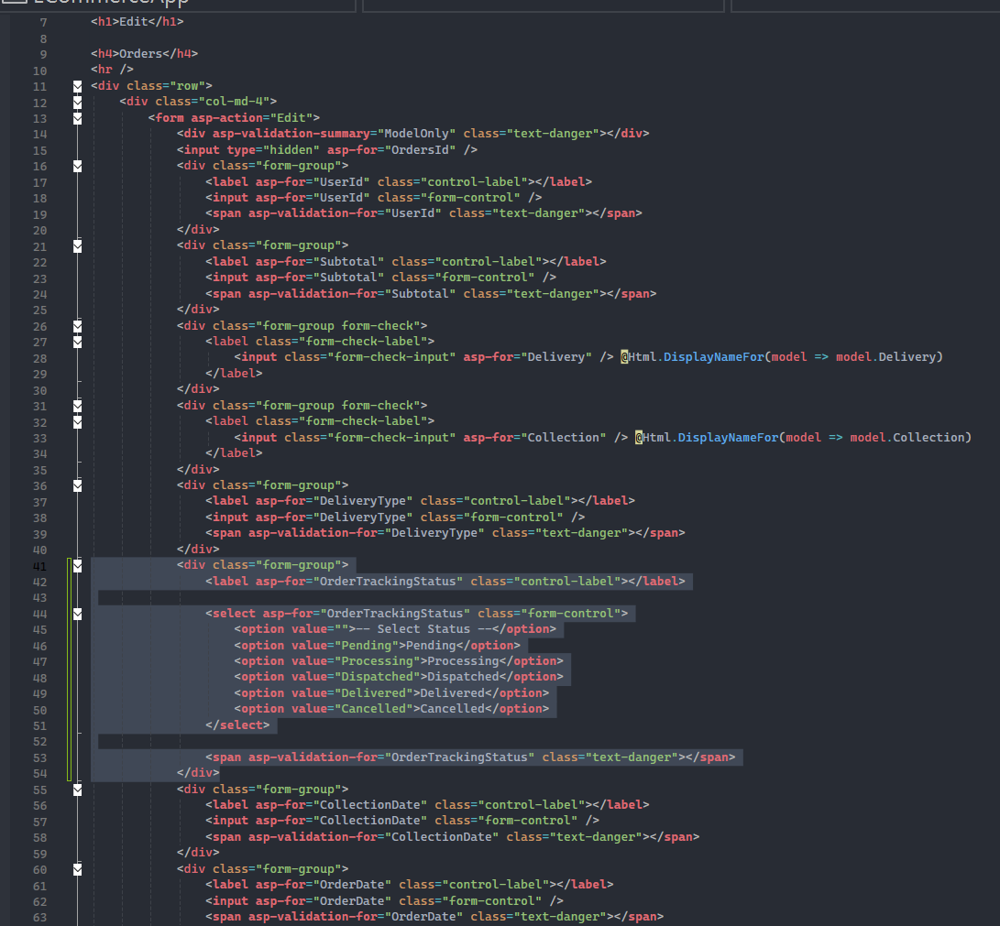 ECommerceApp
7 <h1>Edit</h1>
8
9 <h4>Orders</h4>
10 <hr />
11 <div class="row">
12 <div class="col-md-4">
13 <form asp-action="Edit">
14 <div asp-validation-summary="ModelOnly" class="text-danger"></div>
15 <input type="hidden" asp-for="OrdersId" />
16 <div class="form-group">
17 <label asp-for="UserId" class="control-label"></label>
18 <input asp-for="UserId" class="form-control" />
19 <span asp-validation-for="UserId" class="text-danger"></span>
20 </div>
21 <div class="form-group">
22 <label asp-for="Subtotal" class="control-label"></label>
23 <input asp-for="Subtotal" class="form-control" />
24 <span asp-validation-for="Subtotal" class="text-danger"></span>
25 </div>
26 <div class="form-group form-check">
27 <label class="form-check-label">
28 <input class="form-check-input" asp-for="Delivery" /> @Html.DisplayNameFor(model => model.Delivery)
29 </label>
30 </div>
31 <div class="form-group form-check">
32 <label class="form-check-label">
33 <input class="form-check-input" asp-for="Collection" /> @Html.DisplayNameFor(model => model.Collection)
34 </label>
35 </div>
36 <div class="form-group">
37 <label asp-for="DeliveryType" class="control-label"></label>
38 <input asp-for="DeliveryType" class="form-control" />
39 <span asp-validation-for="DeliveryType" class="text-danger"></span>
40 </div>
41 <div class="form-group">
42 <label asp-for="OrderTrackingStatus" class="control-label"></label>
43
44 <select asp-for="OrderTrackingStatus" class="form-control">
45 <option value="">-- Select Status --</option>
46 <option value="Pending">Pending</option>
47 <option value="Processing">Processing</option>
48 <option value="Dispatched">Dispatched</option>
49 <option value="Delivered">Delivered</option>
50 <option value="Cancelled">Cancelled</option>
51 </select>
52
53 <span asp-validation-for="OrderTrackingStatus" class="text-danger"></span>
54 </div>
55 <div class="form-group">
56 <label asp-for="CollectionDate" class="control-label"></label>
57 <input asp-for="CollectionDate" class="form-control" />
58 <span asp-validation-for="CollectionDate" class="text-danger"></span>
59 </div>
60 <div class="form-group">
61 <label asp-for="OrderDate" class="control-label"></label>
62 <input asp-for="OrderDate" class="form-control" />
63 <span asp-validation-for="OrderDate" class="text-danger"></span>